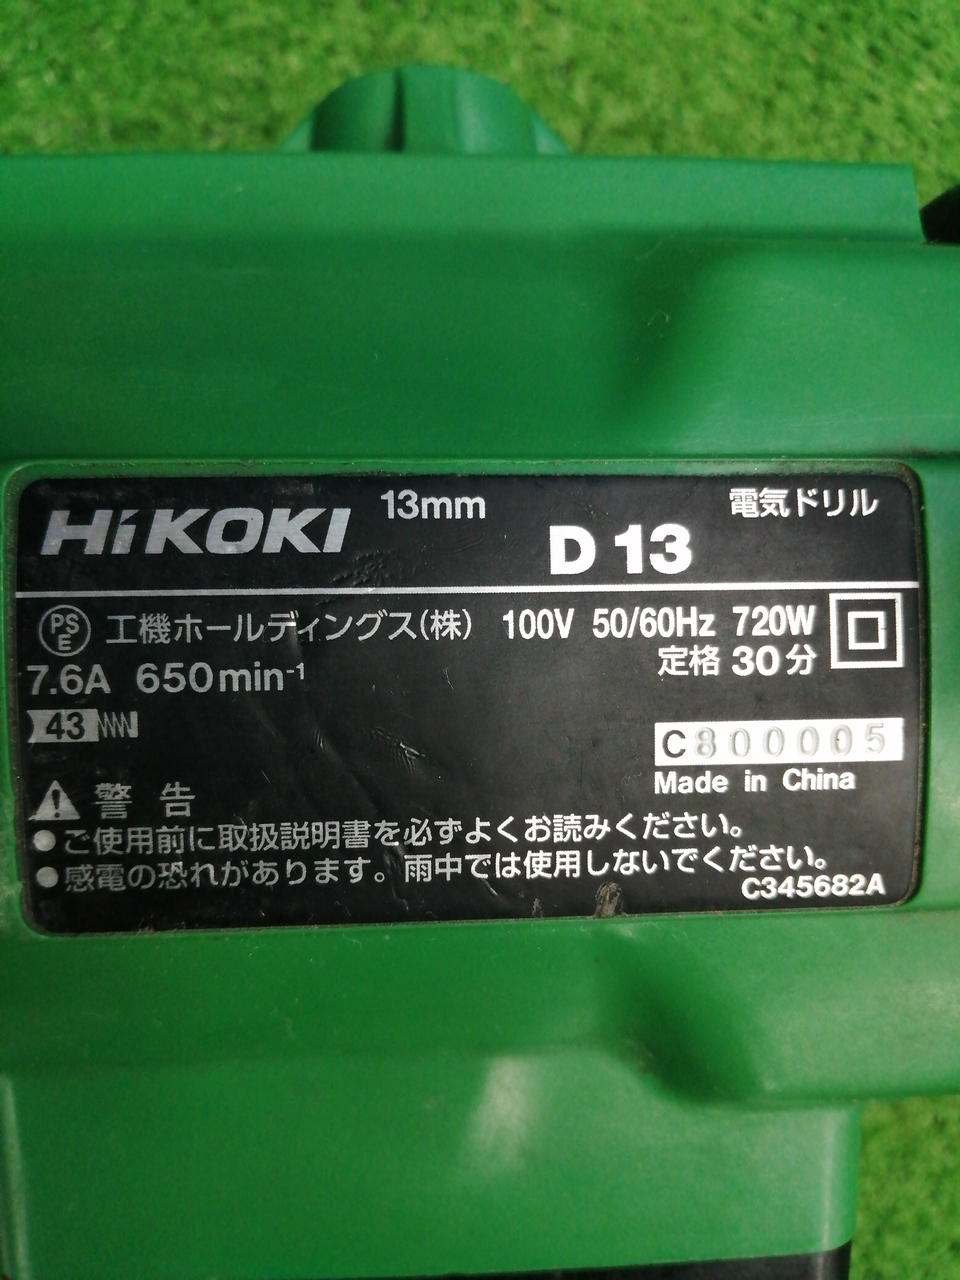 HiKOKI 13mm D 13 電気ドリル
PS E 工機ホールディングス(株) 100V 50/60Hz 720W
7.6A 650min⁻¹ 定格 30分
43
C800005
Made in China
警告
●ご使用前に取扱説明書を必ずよくお読みください。
●感電の恐れがあります。雨中では使用しないでください。
C345682A